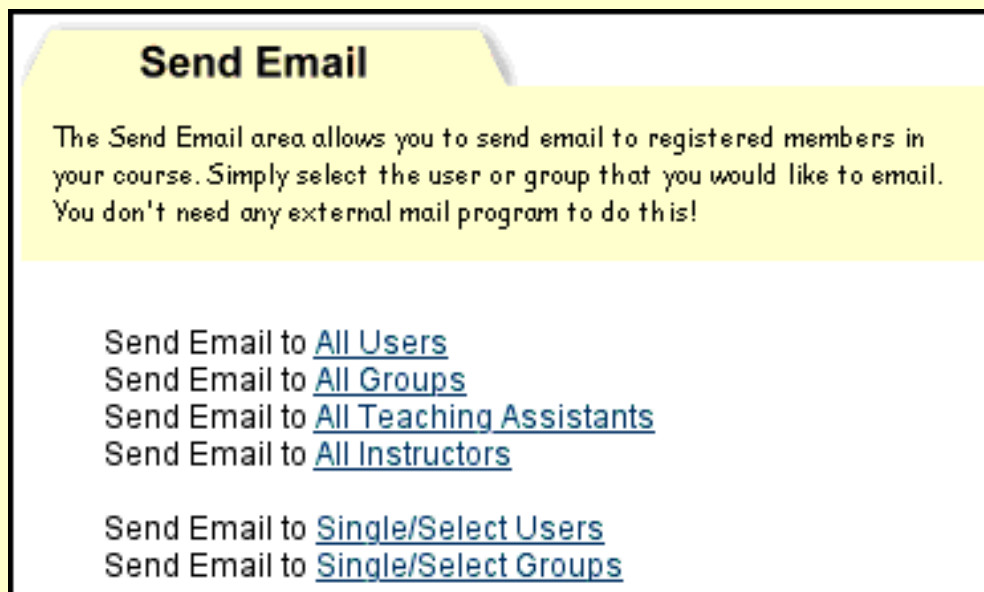 Send Email
The Send Email area allows you to send email to registered members in
your course. Simply select the user or group that you would like to email.
You don't need any external mail program to do this!
Send Email to All Users
Send Email to All Groups
Send Email to All Teaching Assistants
Send Email to All Instructors
Send Email to Single/Select Users
Send Email to Single/Select Groups